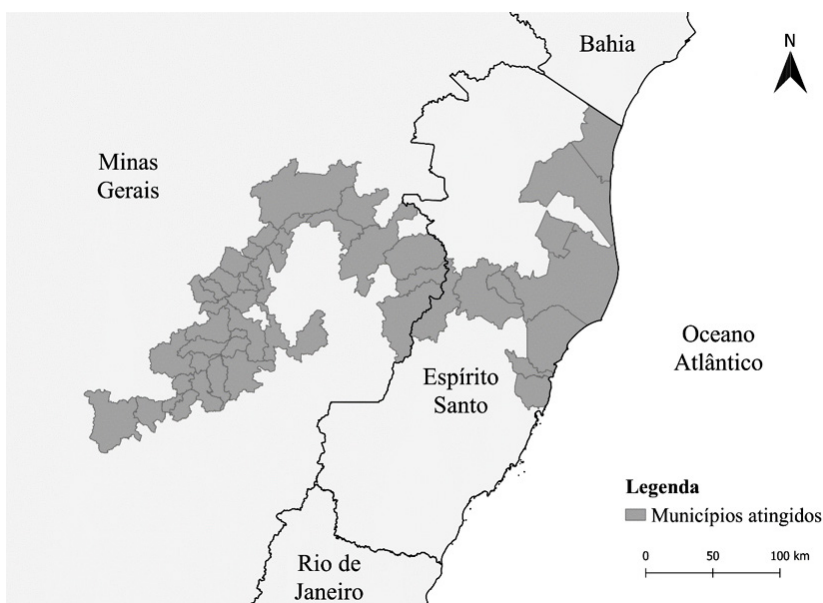 Bahia
N
Minas
Gerais
Oceano
Atlântico
Espírito
Santo
Legenda
Municípios atingidos
0 50 100 km
Rio de
Janeiro